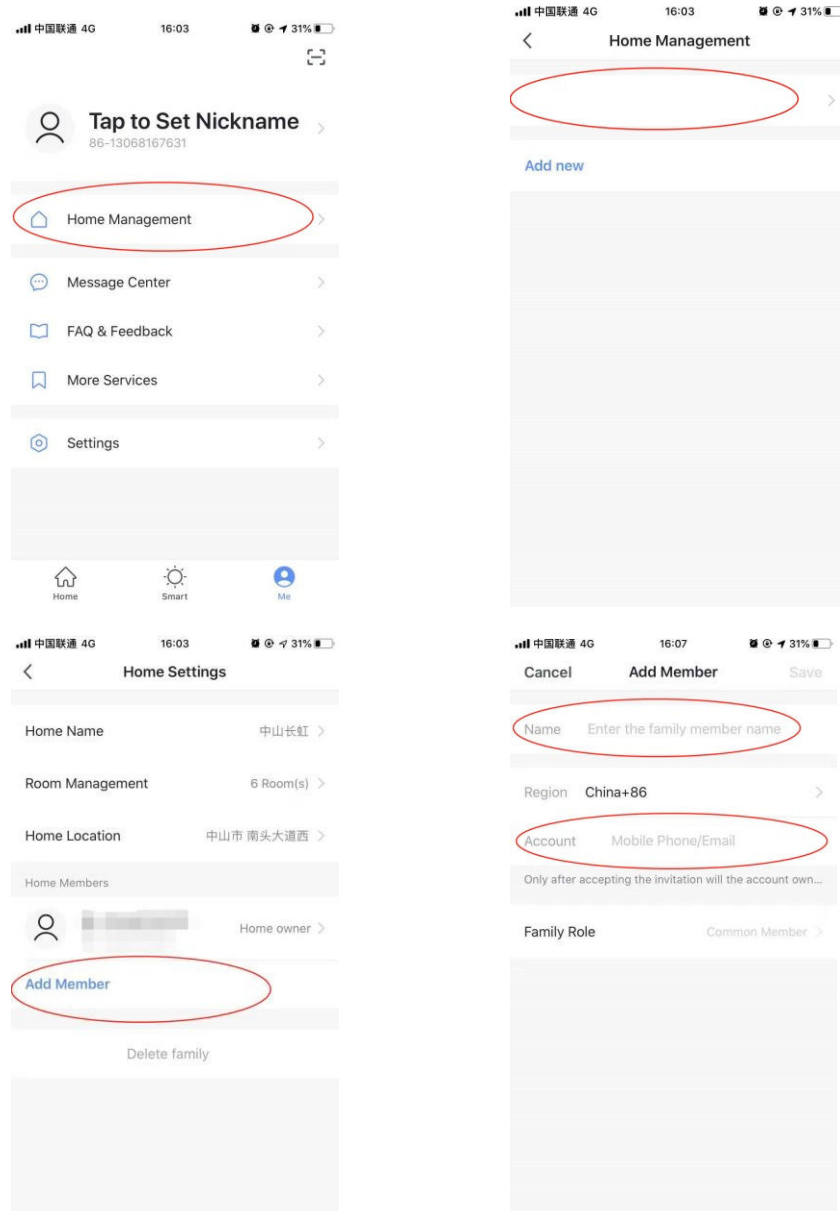 中国联通 4G 16:03 31%
Tap to Set Nickname
86-13068167631
Home Management
Message Center
FAQ & Feedback
More Services
Settings
Home Smart Me
中国联通 4G 16:03 31%
Home Management
Add new
中国联通 4G 16:03 31%
Home Settings
Home Name 中山长虹
Room Management 6 Room(s)
Home Location 中山市 南头大道西
Home Members
Home owner
Add Member
Delete family
中国联通 4G 16:07 31%
Cancel Add Member Save
Name Enter the family member name
Region China+86
Account Mobile Phone/Email
Only after accepting the invitation will the account own...
Family Role Common Member